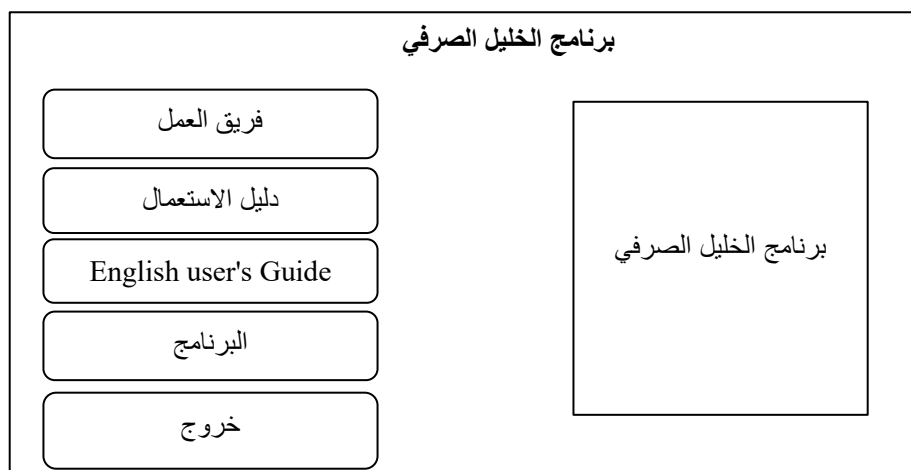 برنامج الخليل الصرفي
برنامج الخليل الصرفي
فريق العمل
دليل الاستعمال
English user's Guide
البرنامج
خروج